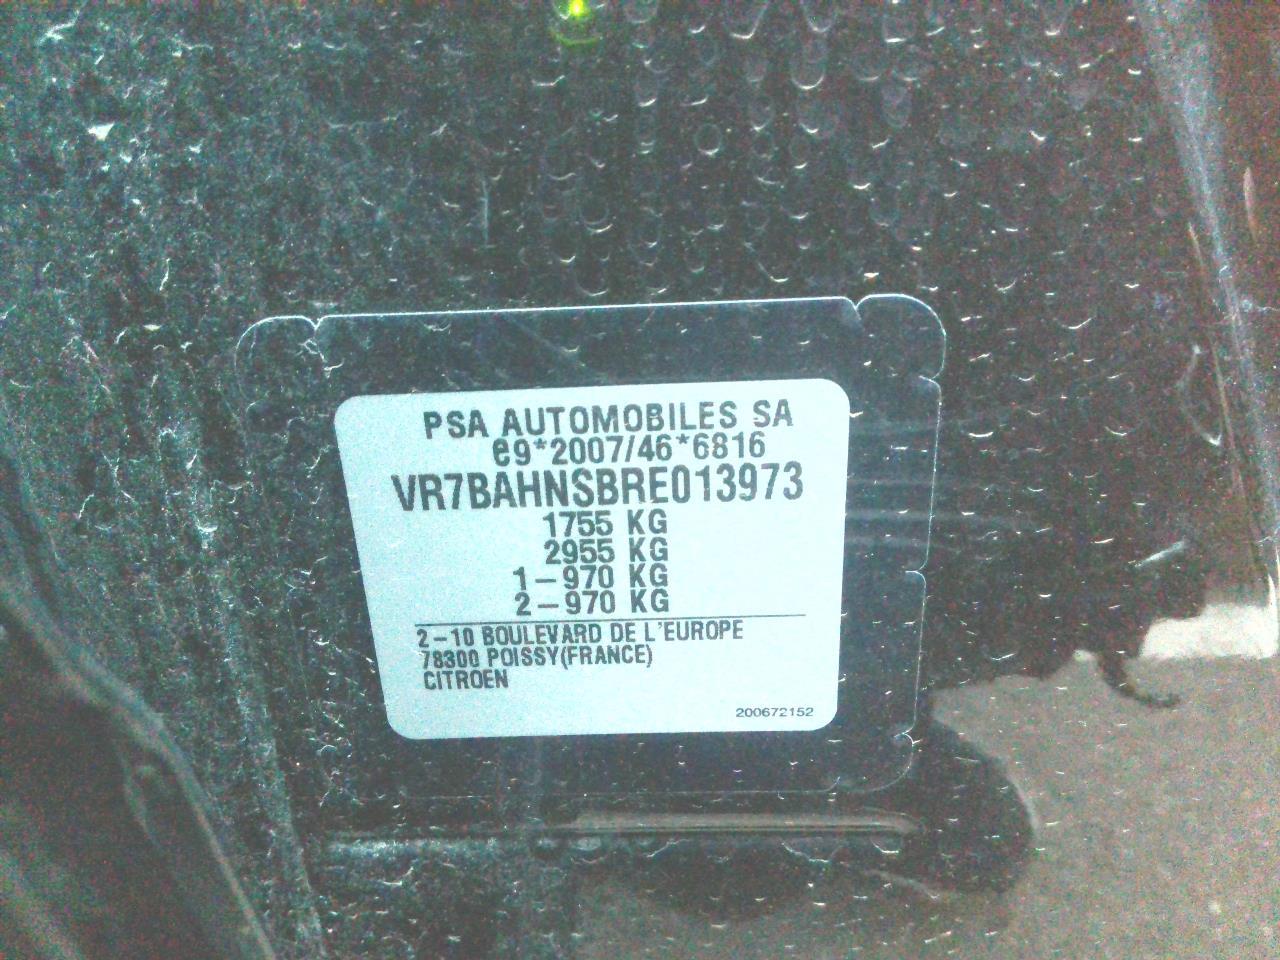 PSA AUTOMOBILES SA
e9*2007/46*6816
VR7BAHNSBRE013973
1755 KG
2955 KG
1-970 KG
2-970 KG
2-10 BOULEVARD DE L'EUROPE
78300 POISSY(FRANCE)
CITROEN
200672152